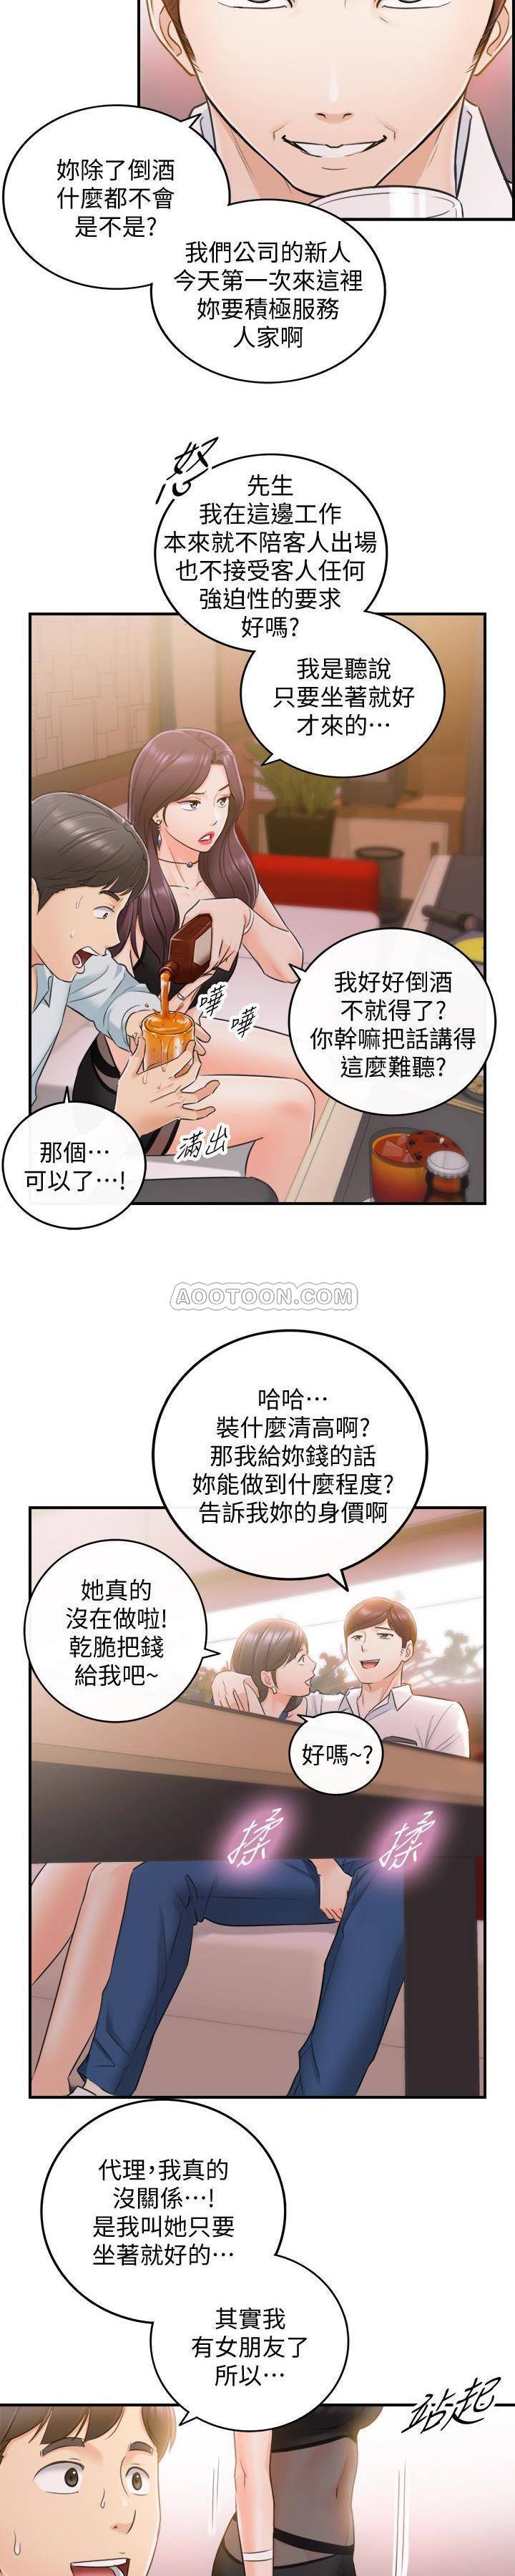 妳除了倒酒
什麼都不會
是不是?
我們公司的新人
今天第一次來這裡
妳要積極服務
人家啊
怒
先生
我在這邊工作
本來就不陪客人出場
也不接受客人任何
強迫性的要求
好嗎?
我是聽說
只要坐著就好
才來的…
我好好倒酒
不就得了?
你幹嘛把話講得
這麼難聽?
嘩
嘩
滿出
那個…
可以了…!
AOOTOON.COM
哈哈…
裝什麼清高啊?
那我給妳錢的話
妳能做到什麼程度?
告訴我妳的身價啊
她真的
沒在做啦!
乾脆把錢
給我吧~
好嗎~?
揉
揉
代理，我真的
沒關係…!
是我叫她只要
坐著就好的…
其實我
有女朋友了
所以…
站起